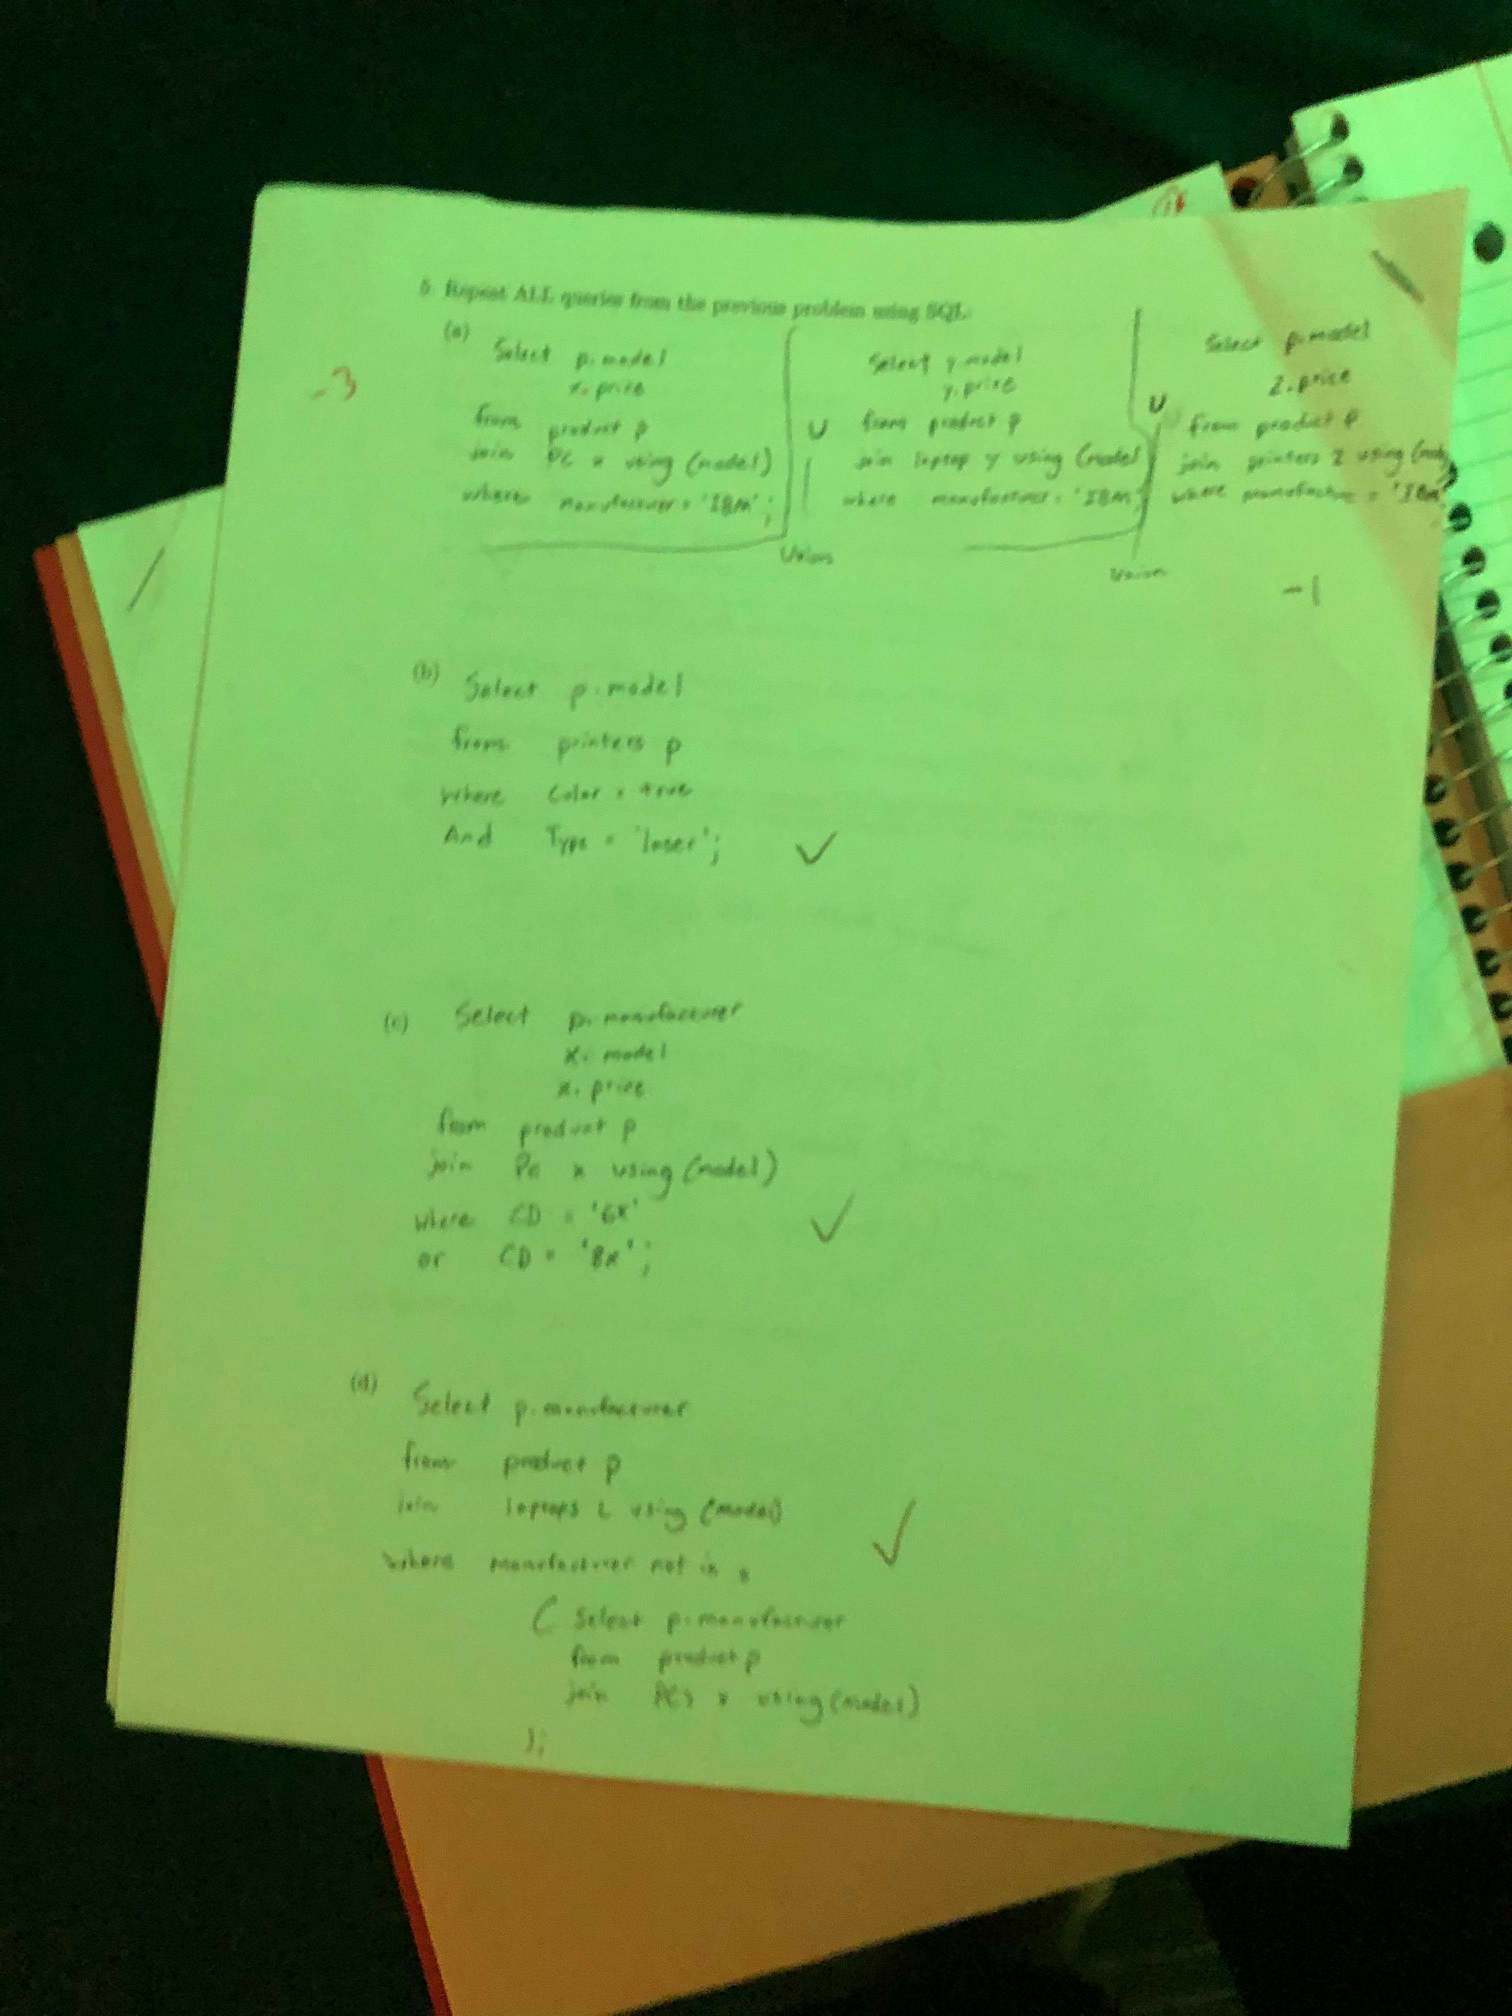 5. Repeat ALL queries from the previous problem using SQL:
-3
(a)
Select p.model
x.price
from product p
join PC x using (model)
where manufacturer = 'IBM';
U
Union
Select y.model
y.price
from product p
join laptop y using (model
where manufacturer = 'IBM;
U
Union
Select p.model
z.price
from product p
join printers z using
where = 'IBM
-1
(b) Select p.model
from printers p
where Color = true
And Type = 'laser';
(c) Select p.manufacturer
x.model
x.price
from product p
join PC x using (model)
where CD = '6x'
or CD = '8x';
(d) Select p.manufacturer
from product p
join laptops L using (model)
where manufacturer not in
( Select p.manufacturer
from product p
join PCs x using (model)
);